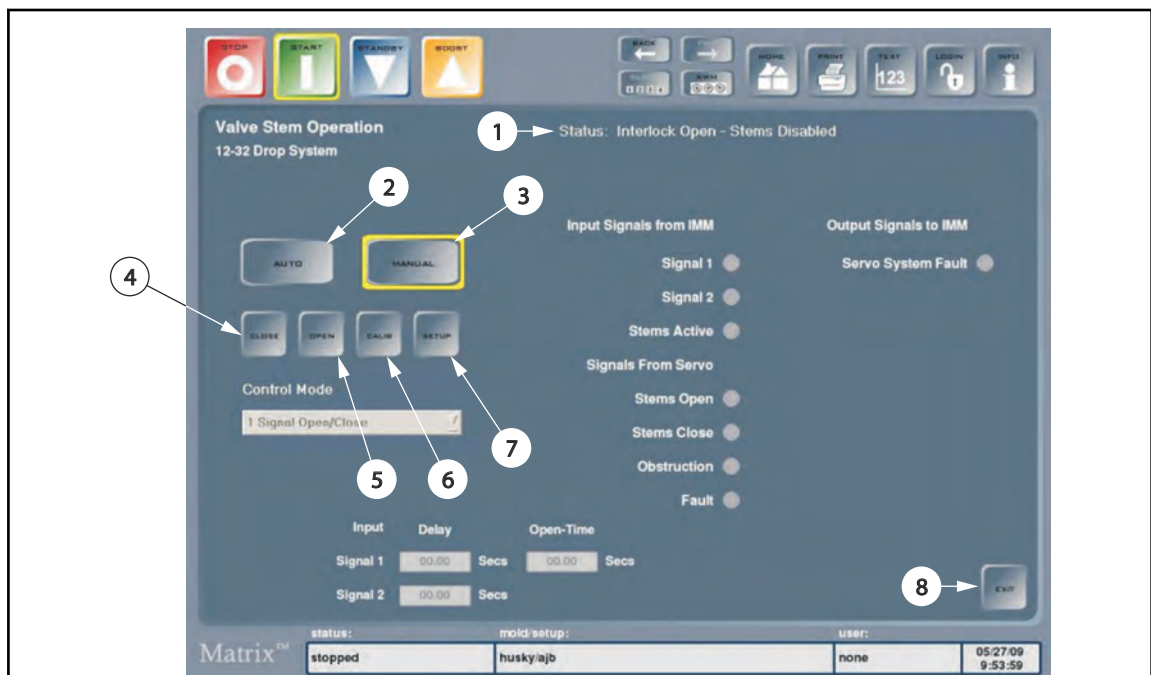 STOP START STANDBY BOOST BACK HOME PRINT TEXT LOGIN INFO
123
Valve Stem Operation
12-32 Drop System
1
Status: Interlock Open - Stems Disabled
2
3
Input Signals from IMM
Output Signals to IMM
AUTO
MANUAL
Signal 1
Servo System Fault
4
Signal 2
CLOSE
OPEN
CALIB
SETUP
Stems Active
Signals From Servo
Control Mode
Stems Open
1 Signal Open/Close
Stems Close
7
5
6
Obstruction
Fault
Input
Delay
Open-Time
Signal 1
00.00
Secs
00.00
Secs
8
EXIT
Signal 2
00.00
Secs
status:
mold/setup:
user:
Matrix™
stopped
husky/ajb
none
05/27/09
9:53:59